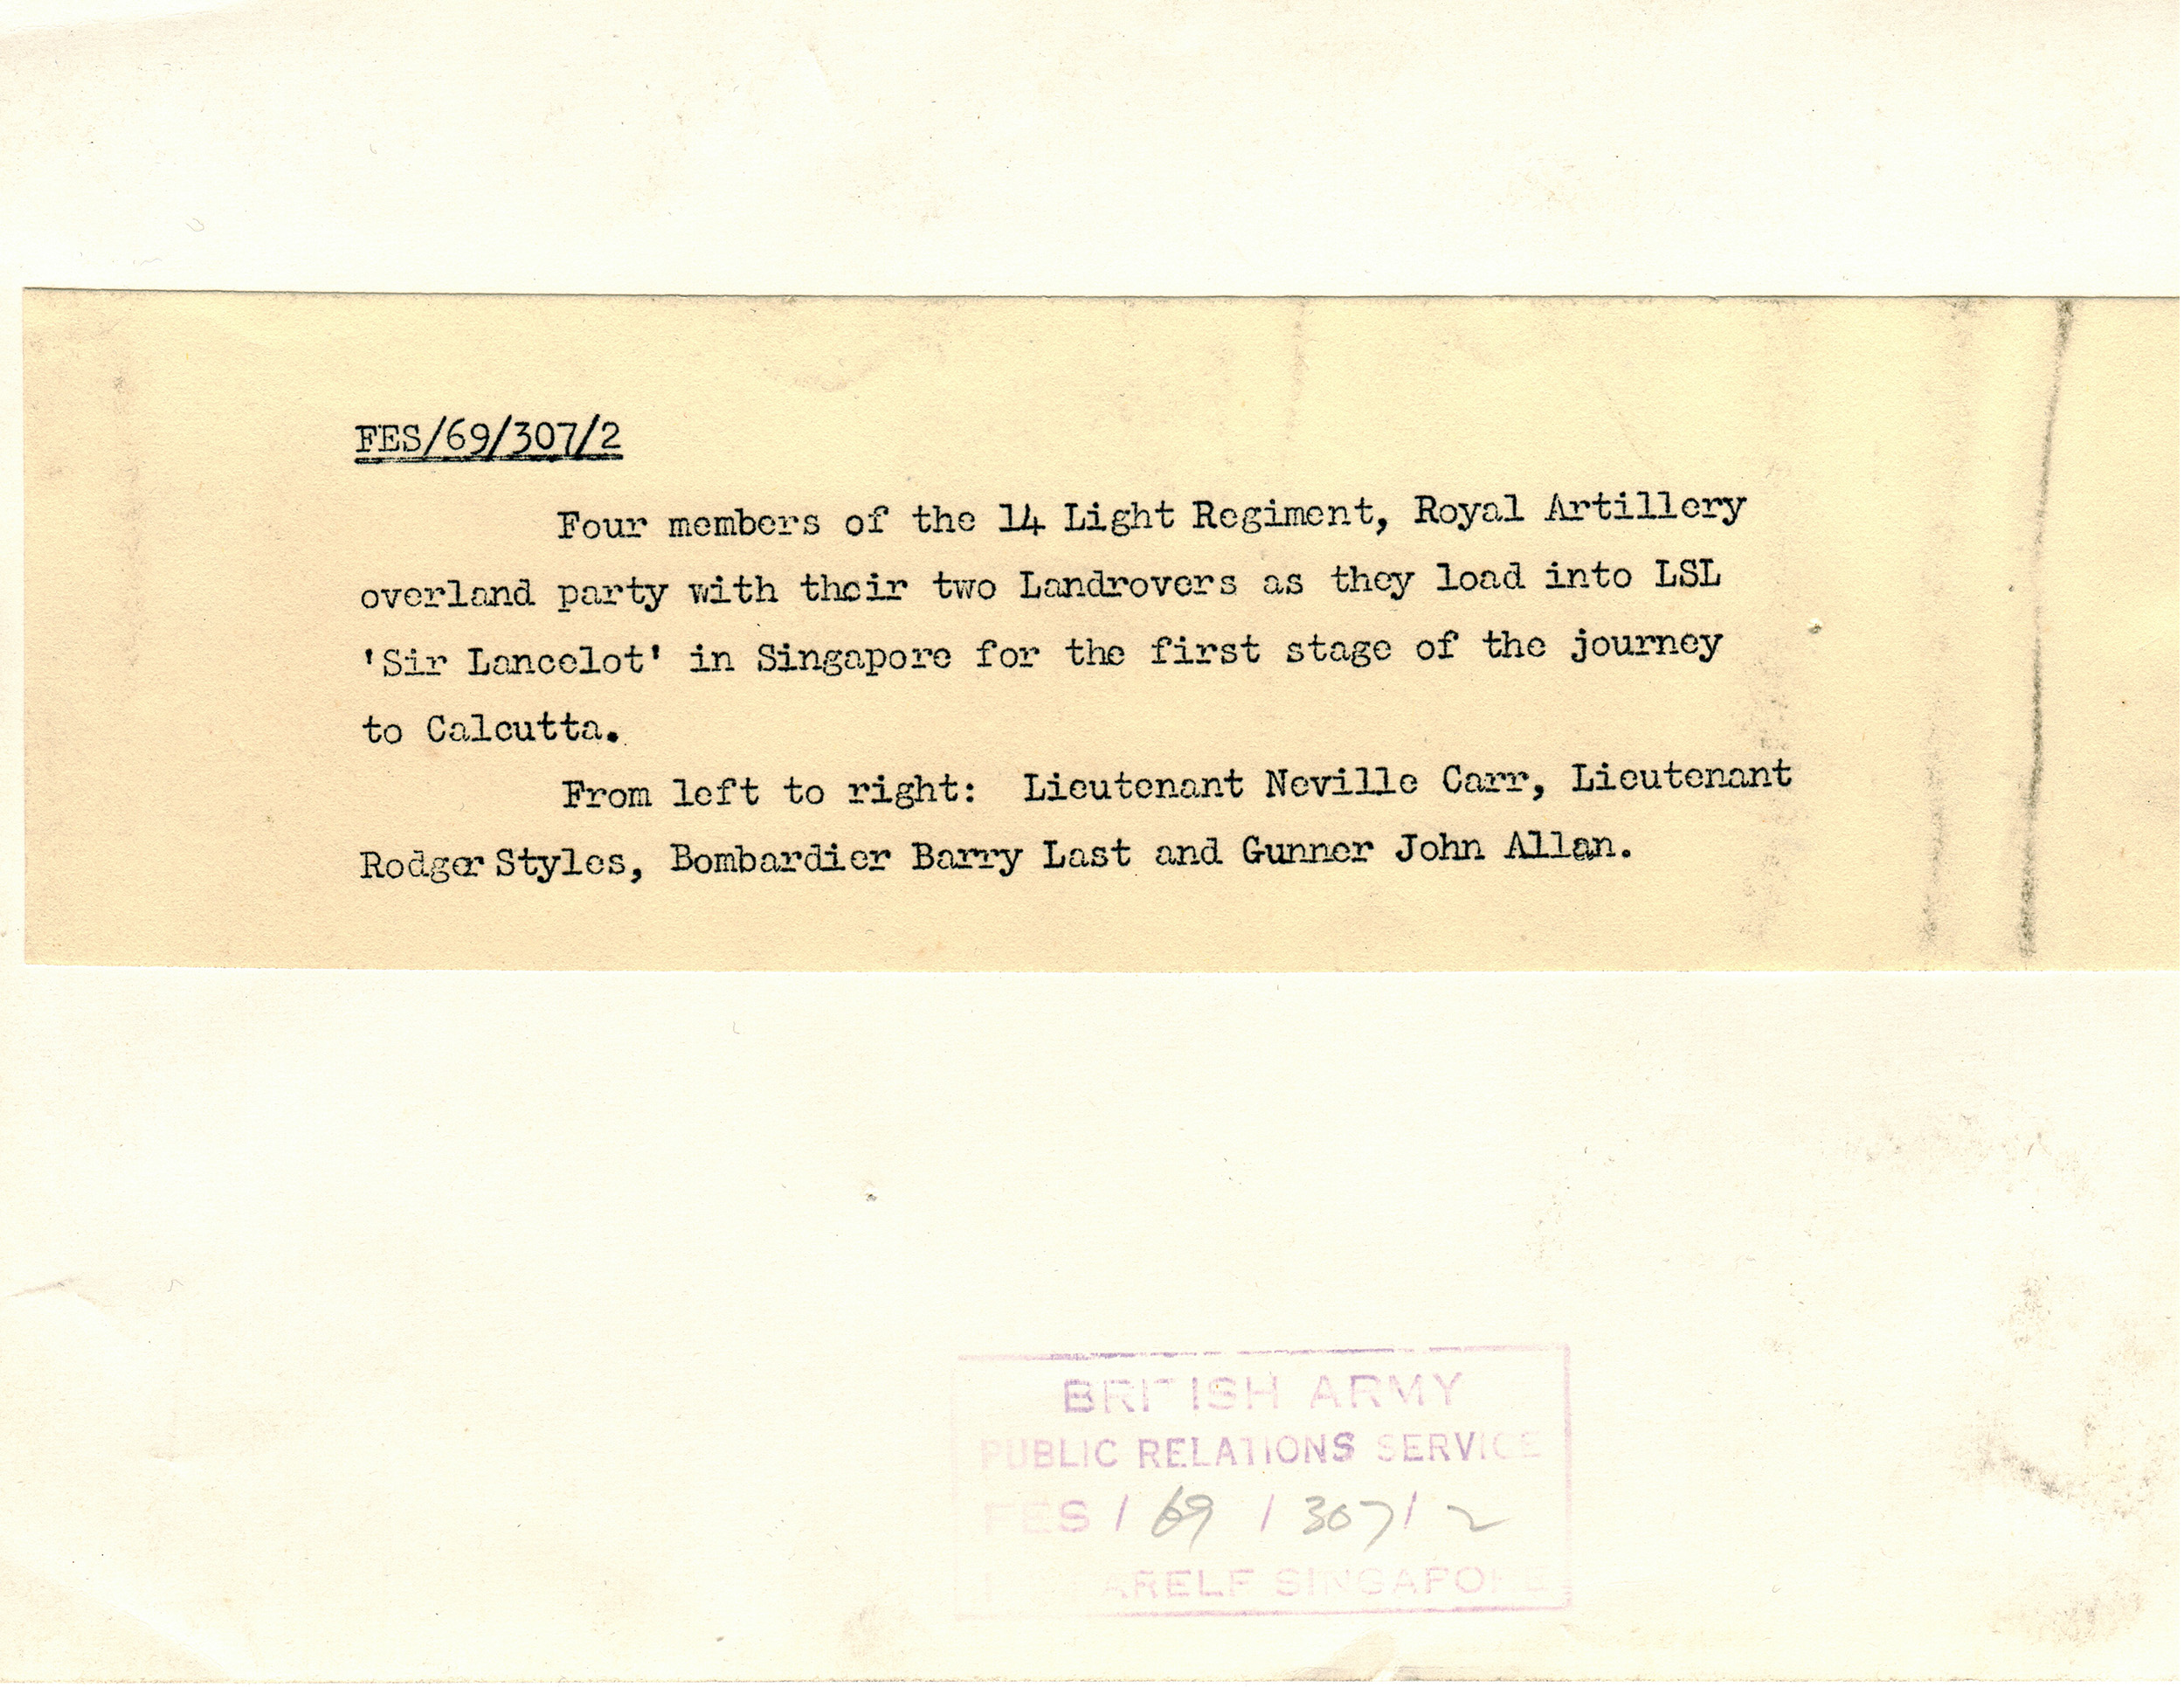 FES/69/307/2
Four members of the 14 Light Regiment, Royal Artillery
overland party with their two Landrovers as they load into LSL
'Sir Lancelot' in Singapore for the first stage of the journey
to Calcutta.
From left to right: Lieutenant Neville Carr, Lieutenant
Rodger Styles, Bombardier Barry Last and Gunner John Allan.
BRITISH ARMY
PUBLIC RELATIONS SERVICE
FES / 69 / 307 / 2
SINGAPORE